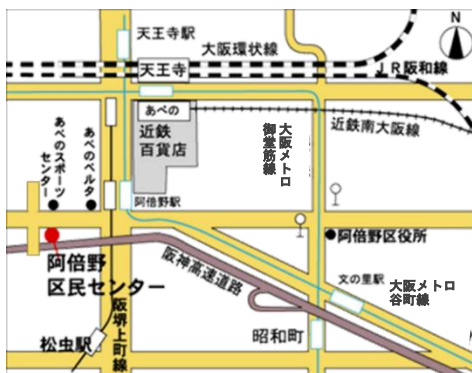 天王寺駅
大阪環状線
N
天王寺
JR阪和線
あべの
近鉄
百貨店
近鉄南大阪線
大阪メトロ
御堂筋線
あべのスポーツ
センター
あべのベルタ
阿倍野駅
阿倍野区役所
阿倍野
区民センター
阪神高速道路
文の里駅
大阪メトロ
谷町線
阪堺上町線
松虫駅
昭和町